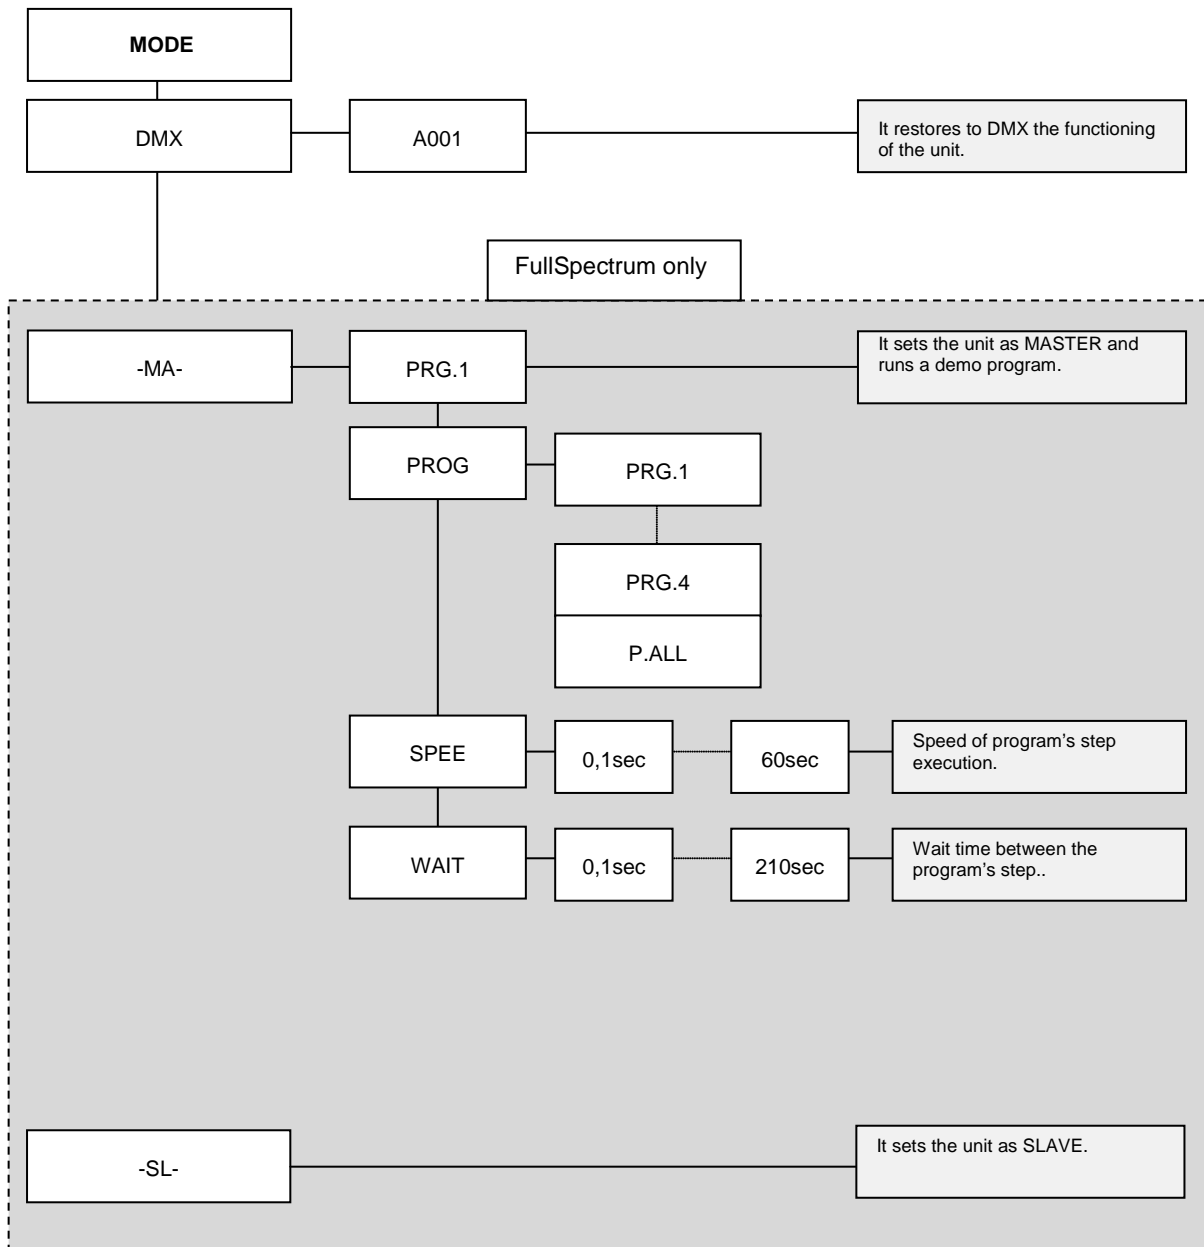 MODE
DMX
A001
It restores to DMX the functioning
of the unit.
FullSpectrum only
-MA-
PRG.1
It sets the unit as MASTER and
runs a demo program.
PROG
PRG.1
PRG.4
P.ALL
SPEE
0,1sec
60sec
Speed of program's step
execution.
WAIT
0,1sec
210sec
Wait time between the
program's step..
-SL-
It sets the unit as SLAVE.